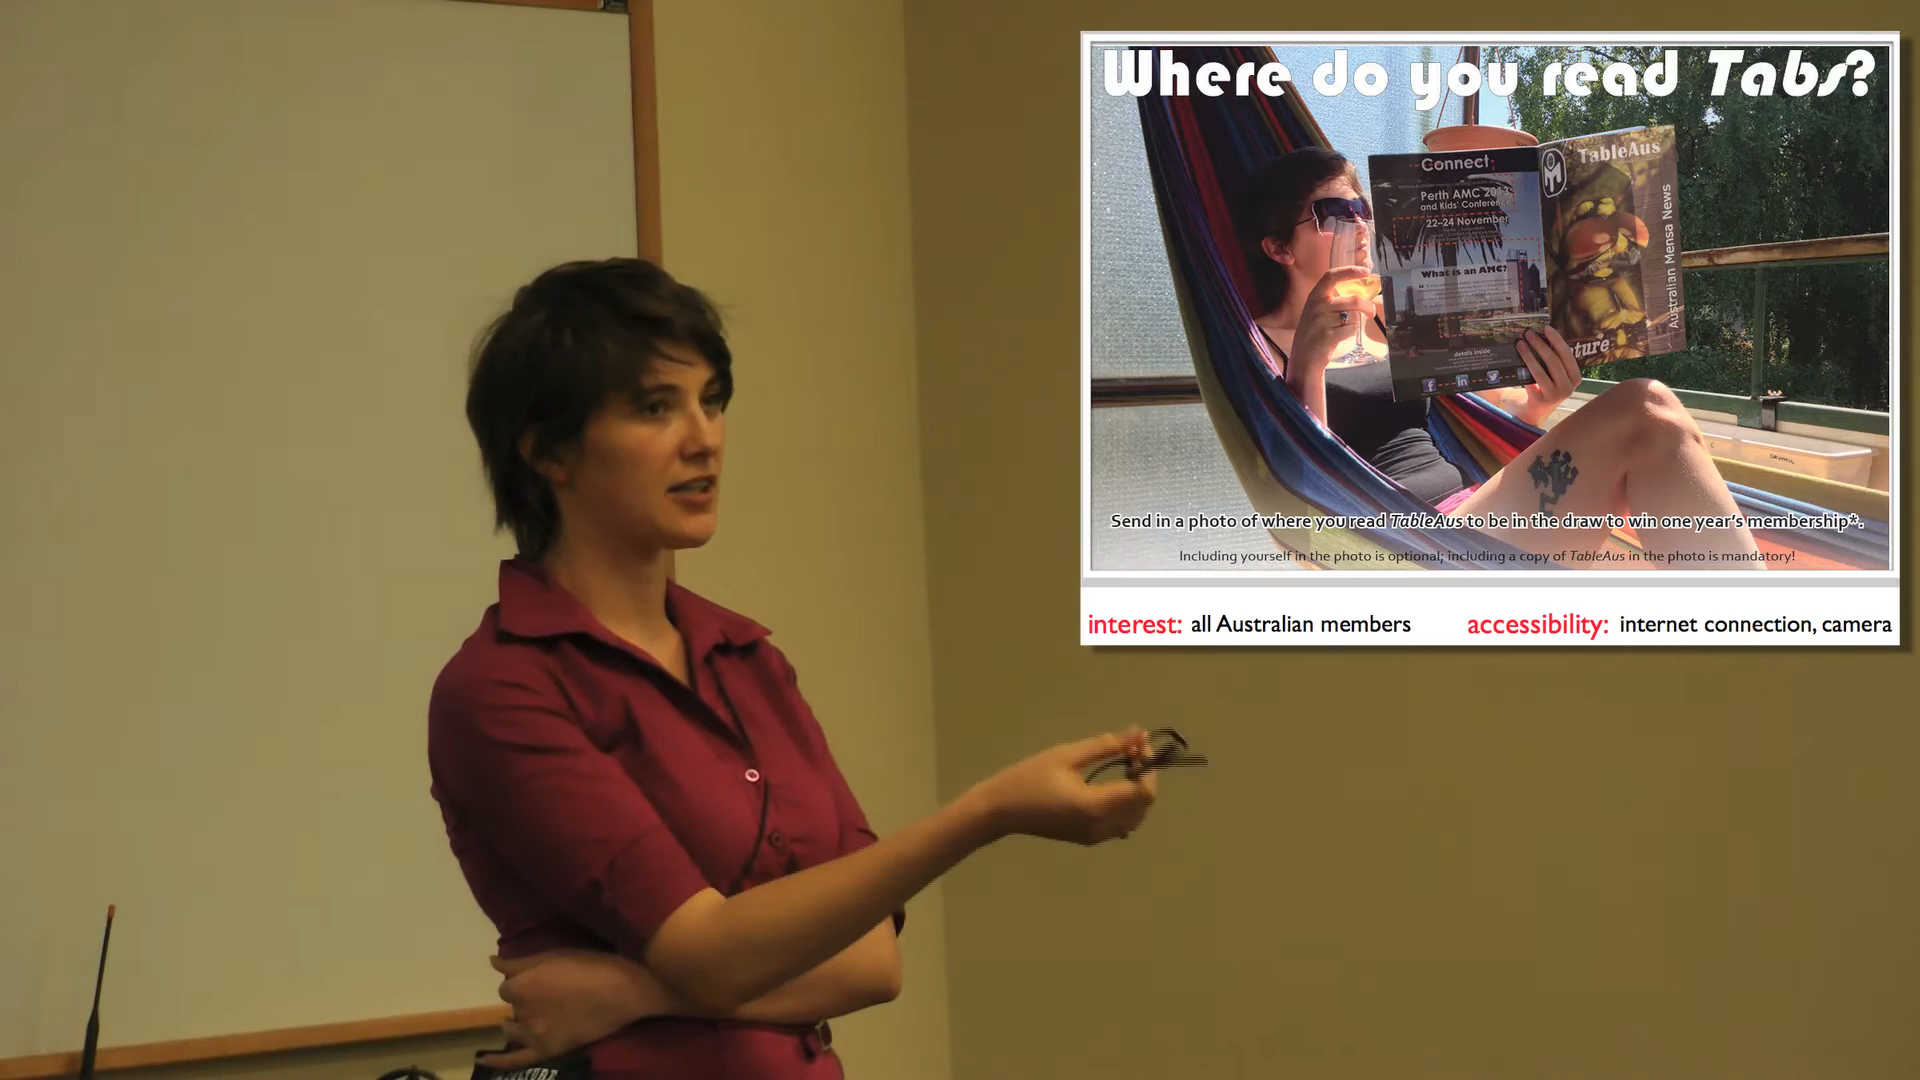 Where do you read Tabs?
Connect
Perth AMC 2013
and Kids' Conference
22–24 November
What is an AMC?
details inside
TableAus
Australian Mensa News
Send in a photo of where you read TableAus to be in the draw to win one year's membership*.
Including yourself in the photo is optional; including a copy of TableAus in the photo is mandatory!
interest: all Australian members
accessibility: internet connection, camera